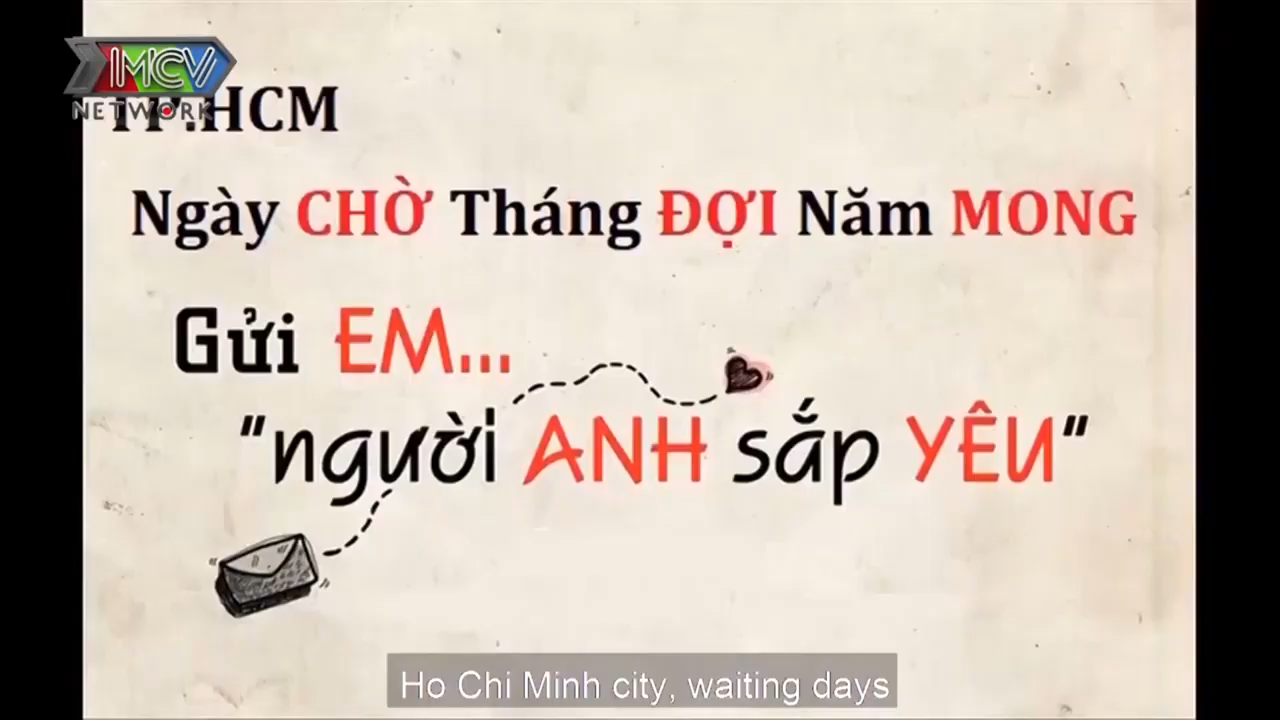 MCV
NETWORK
TP.HCM
Ngày CHỜ Tháng ĐỢI Năm MONG
Gửi EM...
"người ANH sắp YÊU"
Ho Chi Minh city, waiting days